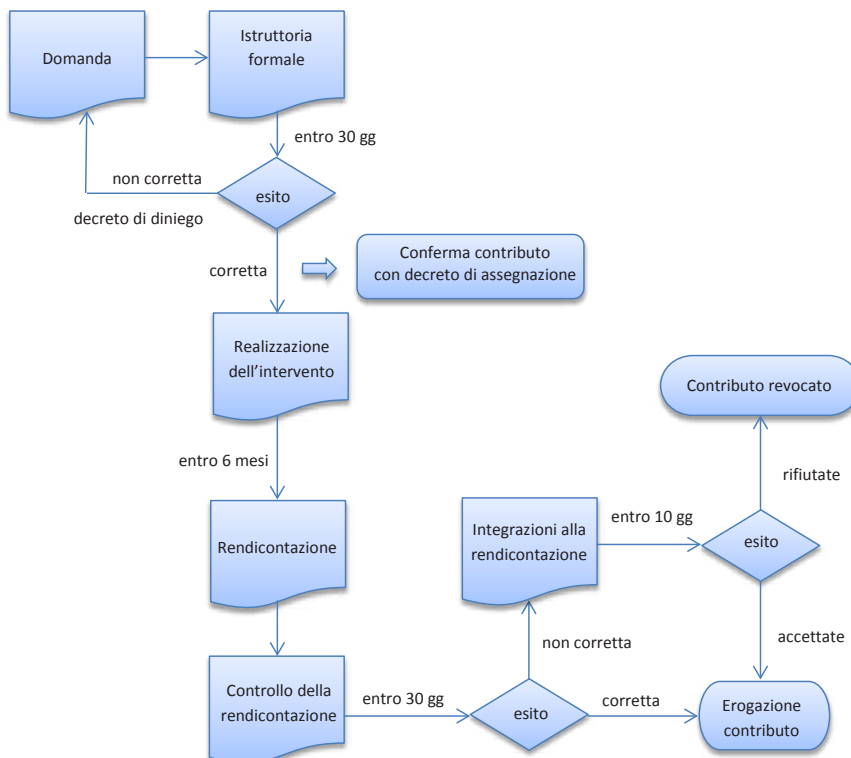 Domanda
Istruttoria
formale
entro 30 gg
esito
non corretta
decreto di diniego
corretta
Conferma contributo
con decreto di assegnazione
Realizzazione
dell’intervento
entro 6 mesi
Rendicontazione
Controllo della
rendicontazione
entro 30 gg
esito
non corretta
corretta
Integrazioni alla
rendicontazione
entro 10 gg
esito
rifiutate
Contributo revocato
accettate
Erogazione
contributo